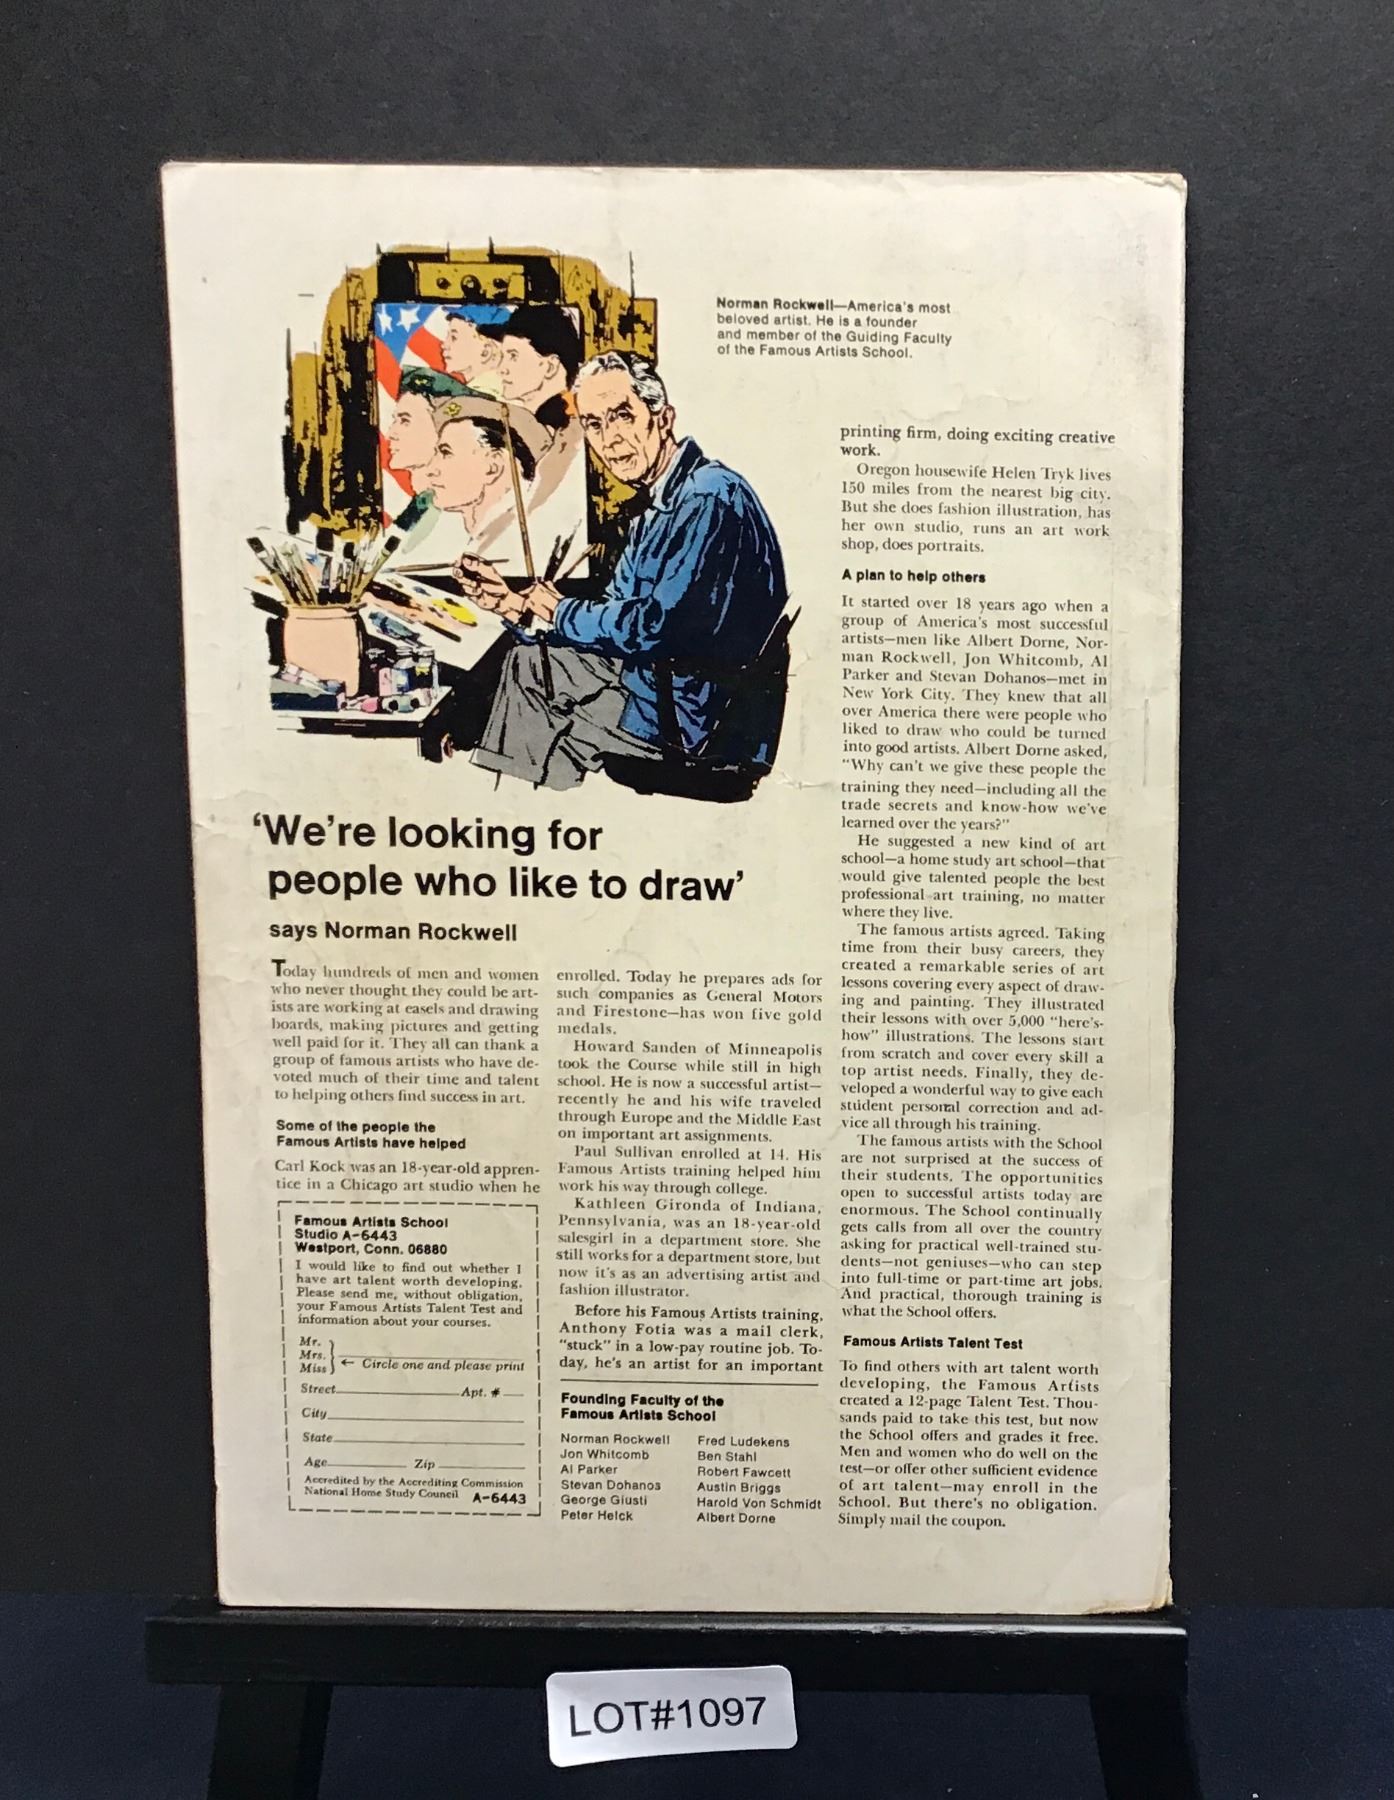 Norman Rockwell—America's most
beloved artist. He is a founder
and member of the Guiding Faculty
of the Famous Artists School.
'We're looking for
people who like to draw'
says Norman Rockwell
Today hundreds of men and women
who never thought they could be art-
ists are working at easels and drawing
boards, making pictures and getting
well paid for it. They all can thank a
group of famous artists who have de-
voted much of their time and talent
to helping others find success in art.
Some of the people the
Famous Artists have helped
Carl Kock was an 18-year-old appren-
tice in a Chicago art studio when he
enrolled. Today he prepares ads for
such companies as General Motors
and Firestone—has won five gold
medals.
Howard Sanden of Minneapolis
took the Course while still in high
school. He is now a successful artist—
recently he and his wife traveled
through Europe and the Middle East
on important art assignments.
Paul Sullivan enrolled at 14. His
Famous Artists training helped him
work his way through college.
Kathleen Gironda of Indiana,
Pennsylvania, was an 18-year-old
salesgirl in a department store. She
still works for a department store, but
now it's as an advertising artist and
fashion illustrator.
Before his Famous Artists training,
Anthony Fotia was a mail clerk,
"stuck" in a low-pay routine job. To-
day, he's an artist for an important
printing firm, doing exciting creative
work.
Oregon housewife Helen Tryk lives
150 miles from the nearest big city.
But she does fashion illustration, has
her own studio, runs an art work
shop, does portraits.
A plan to help others
It started over 18 years ago when a
group of America's most successful
artists—men like Albert Dorne, Nor-
man Rockwell, Jon Whitcomb, Al
Parker and Stevan Dohanos—met in
New York City. They knew that all
over America there were people who
liked to draw who could be turned
into good artists. Albert Dorne asked,
"Why can't we give these people the
training they need—including all the
trade secrets and know-how we've
learned over the years?"
He suggested a new kind of art
school—a home study art school—that
would give talented people the best
professional art training, no matter
where they live.
The famous artists agreed. Taking
time from their busy careers, they
created a remarkable series of art
lessons covering every aspect of draw-
ing and painting. They illustrated
their lessons with over 5,000 "here's-
how" illustrations. The lessons start
from scratch and cover every skill a
top artist needs. Finally, they de-
veloped a wonderful way to give each
student personal correction and ad-
vice all through his training.
The famous artists with the School
are not surprised at the success of
their students. The opportunities
open to successful artists today are
enormous. The School continually
gets calls from all over the country
asking for practical well-trained stu-
dents—not geniuses—who can step
into full-time or part-time art jobs.
And practical, thorough training is
what the School offers.
Famous Artists Talent Test
To find others with art talent worth
developing, the Famous Artists
created a 12-page Talent Test. Thou-
sands paid to take this test, but now
the School offers and grades it free.
Men and women who do well on the
test—or offer other sufficient evidence
of art talent—may enroll in the
School. But there's no obligation.
Simply mail the coupon.
Famous Artists School
Studio A-6443
Westport, Conn. 06880
I would like to find out whether I
have art talent worth developing.
Please send me, without obligation,
your Famous Artists Talent Test and
information about your courses.
Mr.
Mrs.
Miss ← Circle one and please print
Street Apt. #
City
State
Age Zip
Accredited by the Accrediting Commission
National Home Study Council A-6443
Founding Faculty of the
Famous Artists School
Norman Rockwell
Jon Whitcomb
Al Parker
Stevan Dohanos
George Giusti
Peter Helck
Fred Ludekens
Ben Stahl
Robert Fawcett
Austin Briggs
Harold Von Schmidt
Albert Dorne
LOT#1097